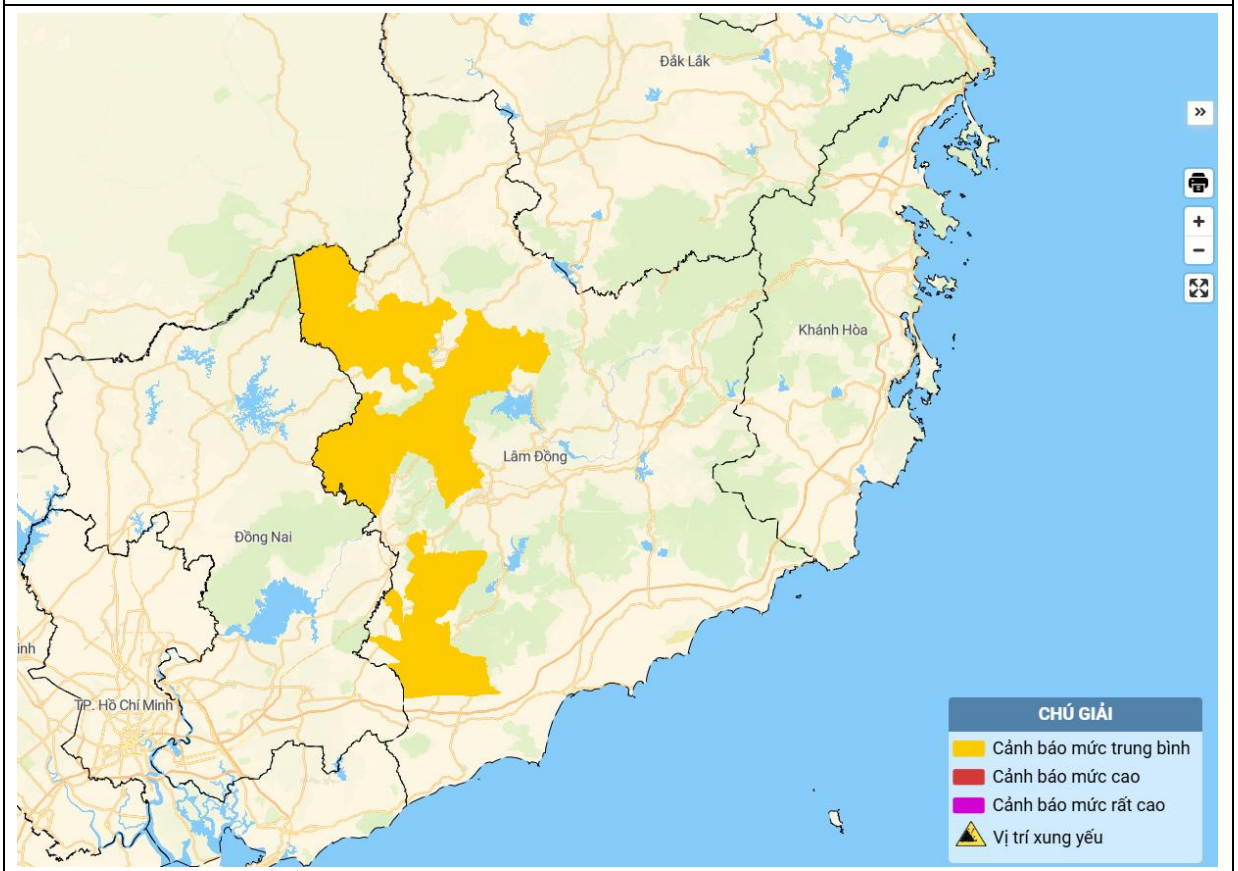 Đắk Lắk
»
Khánh Hòa
+
−
Lâm Đồng
Đồng Nai
inh
TP. Hồ Chí Minh
CHÚ GIẢI
Cảnh báo mức trung bình
Cảnh báo mức cao
Cảnh báo mức rất cao
Vị trí xung yếu